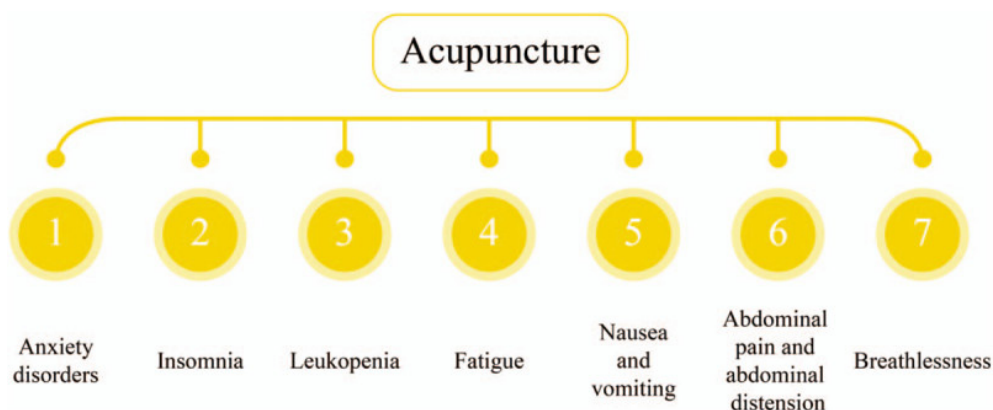 Acupuncture
1
2
3
4
5
6
7
Anxiety
disorders
Insomnia
Leukopenia
Fatigue
Nausea
and
vomiting
Abdominal
pain and
abdominal
distension
Breathlessness